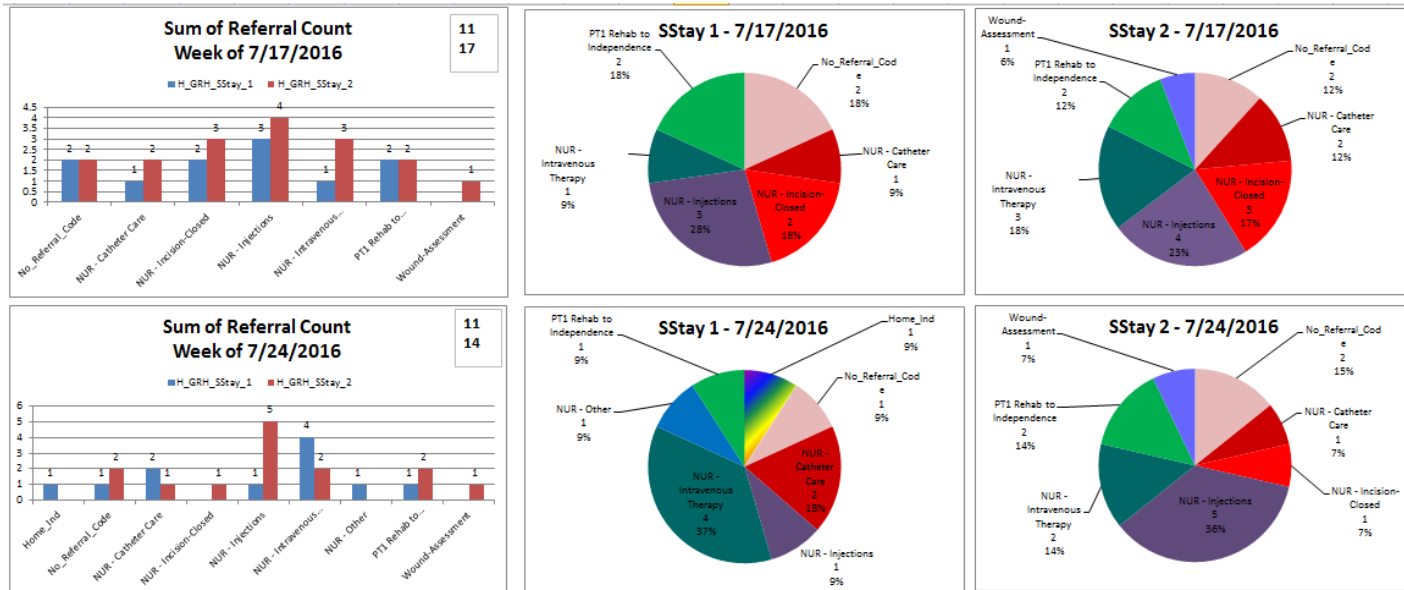 Sum of Referral Count
Week of 7/17/2016
11
17
H_GRH_SStay_1 H_GRH_SStay_2
4.5
4
3.5
3
2.5
2
1.5
1
0.5
0
2 2
1 2
2 3
3 4
1 3
2 2
1
No_Referral_Code
NUR - Catheter Care
NUR - Incision-Closed
NUR - Injections
NUR - Intravenous...
PT1 Rehab to...
Wound-Assessment
SStay 1 - 7/17/2016
PT1 Rehab to
Independence
2
18%
No_Referral_Cod
e
2
18%
NUR - Catheter
Care
1
9%
NUR - Incision-
Closed
2
18%
NUR - Injections
3
28%
NUR -
Intravenous
Therapy
1
9%
SStay 2 - 7/17/2016
Wound-
Assessment
1
6%
No_Referral_Cod
e
2
12%
PT1 Rehab to
Independence
2
12%
NUR - Catheter
Care
2
12%
NUR - Incision-
Closed
3
17%
NUR - Injections
4
23%
NUR -
Intravenous
Therapy
3
18%
Sum of Referral Count
Week of 7/24/2016
11
14
H_GRH_SStay_1 H_GRH_SStay_2
6
5
4
3
2
1
0
1
1 2
2 1
1
1 5
4 2
1
1 2
1
Home_Ind
No_Referral_Code
NUR - Catheter Care
NUR - Incision-Closed
NUR - Injections
NUR - Intravenous...
NUR - Other
PT1 Rehab to...
Wound-Assessment
SStay 1 - 7/24/2016
PT1 Rehab to
Independence
1
9%
Home_Ind
1
9%
No_Referral_Cod
e
1
9%
NUR - Other
1
9%
NUR -
Catheter
Care
2
18%
NUR -
Intravenous
Therapy
4
37%
NUR - Injections
1
9%
SStay 2 - 7/24/2016
Wound-
Assessment
1
7%
No_Referral_Cod
e
2
15%
PT1 Rehab to
Independence
2
14%
NUR - Catheter
Care
1
7%
NUR - Incision-
Closed
1
7%
NUR - Injections
5
36%
NUR -
Intravenous
Therapy
2
14%